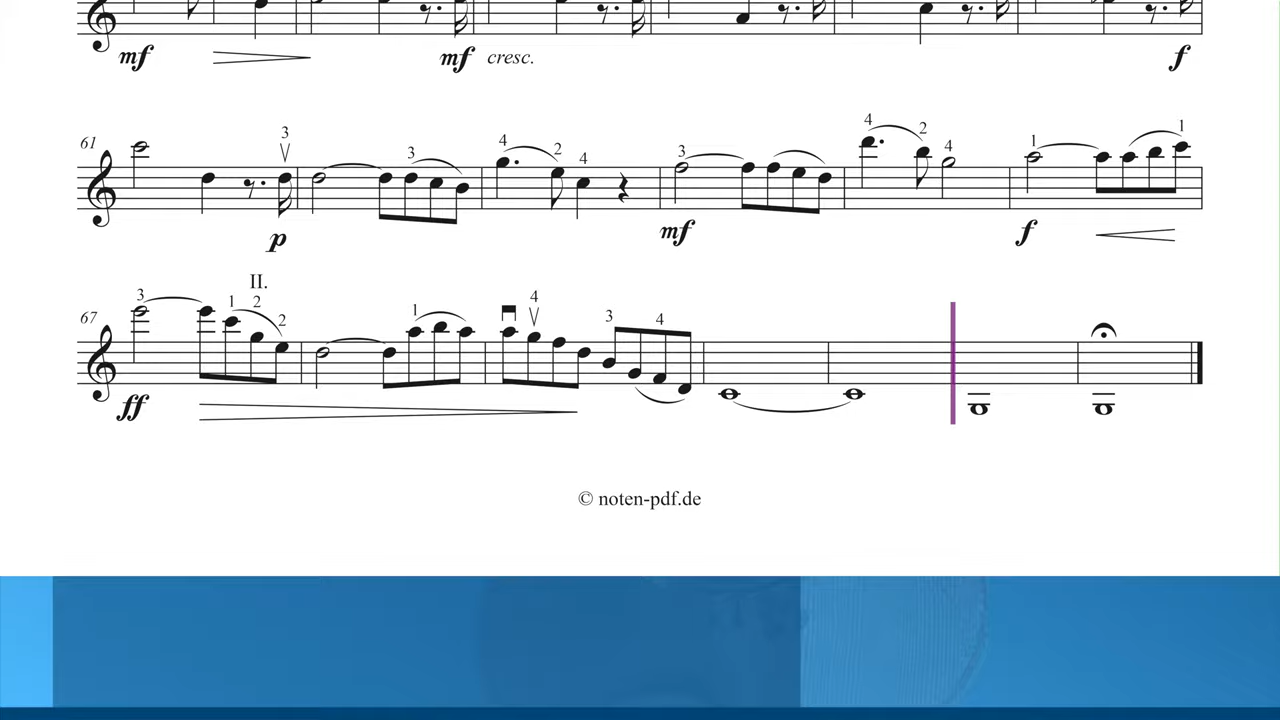 mf mf cresc. f
61 3 3 4 2 4 3 4 2 4 1 1
p mf f
II.
67 3 1 2 2 1 4 3 4
ff
© noten-pdf.de